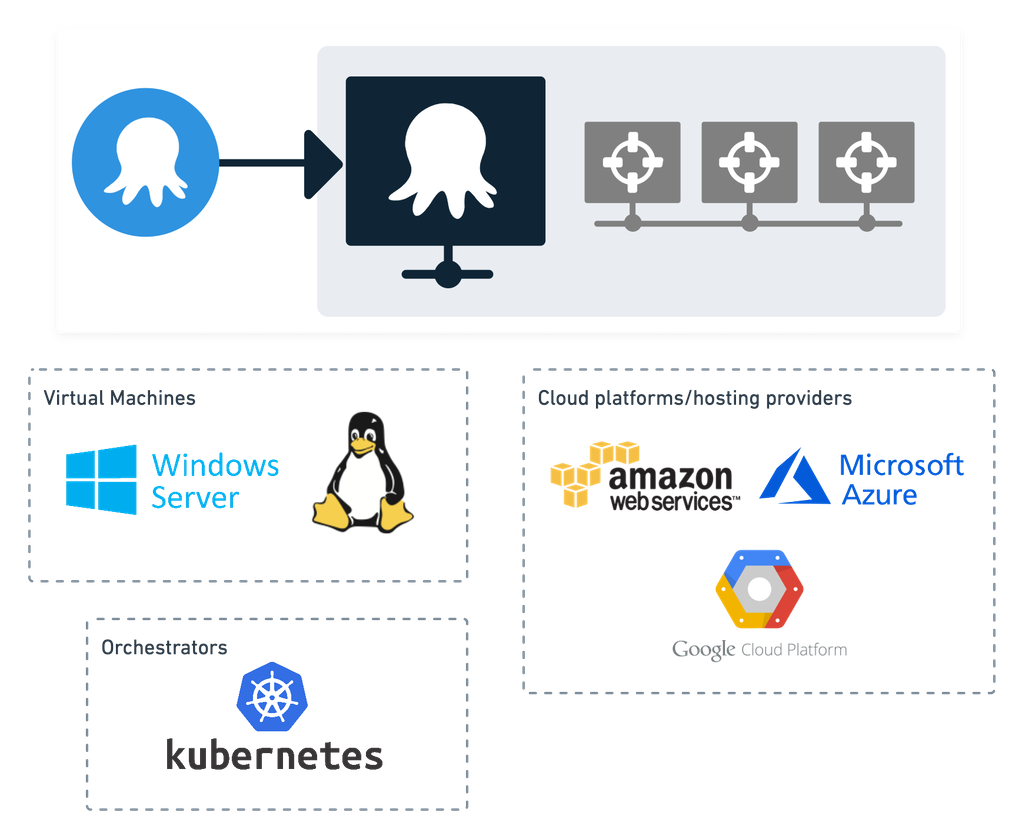 Virtual Machines
Windows
Server
Cloud platforms/hosting providers
amazon
web services™
Microsoft
Azure
Google Cloud Platform
Orchestrators
kubernetes